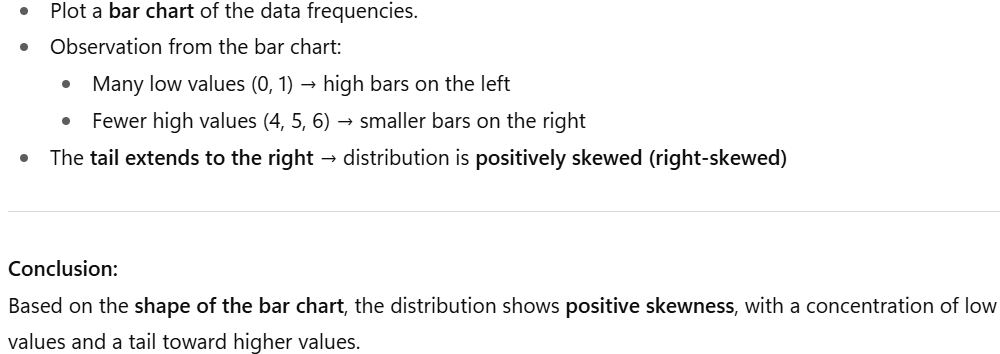 Plot a bar chart of the data frequencies.
Observation from the bar chart:
Many low values (0, 1) → high bars on the left
Fewer high values (4, 5, 6) → smaller bars on the right
The tail extends to the right → distribution is positively skewed (right-skewed)
Conclusion:
Based on the shape of the bar chart, the distribution shows positive skewness, with a concentration of low
values and a tail toward higher values.